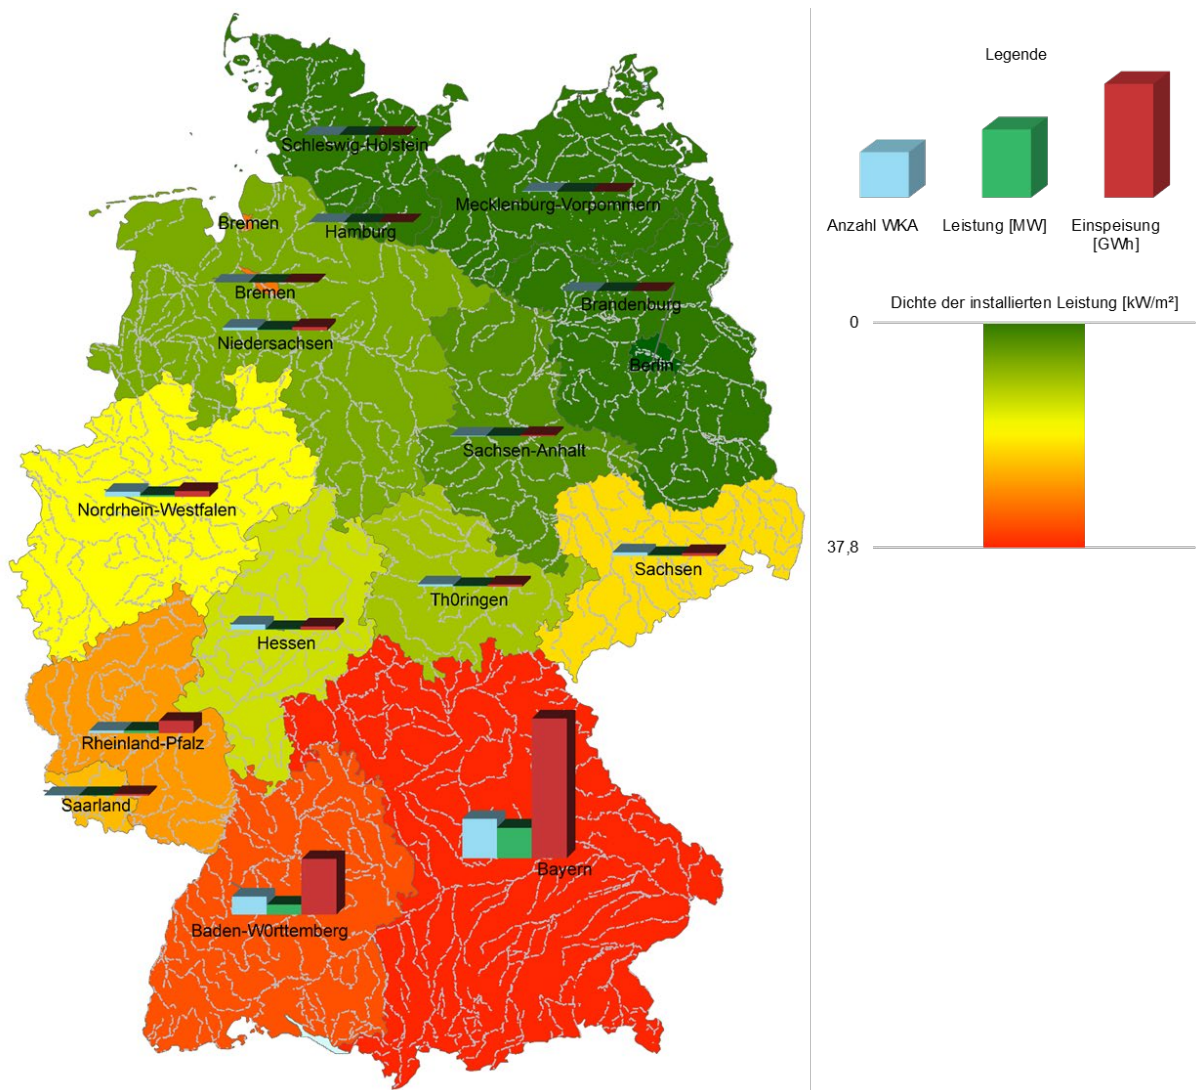 Legende
Anzahl WKA
Leistung [MW]
Einspeisung
[GWh]
Dichte der installierten Leistung [kW/m²]
0
37,8
Schleswig-Holstein
Mecklenburg-Vorpommern
Bremen
Hamburg
Bremen
Brandenburg
Niedersachsen
Berlin
Sachsen-Anhalt
Nordrhein-Westfalen
Sachsen
Th0ringen
Hessen
Rheinland-Pfalz
Saarland
Bayern
Baden-W0rttemberg